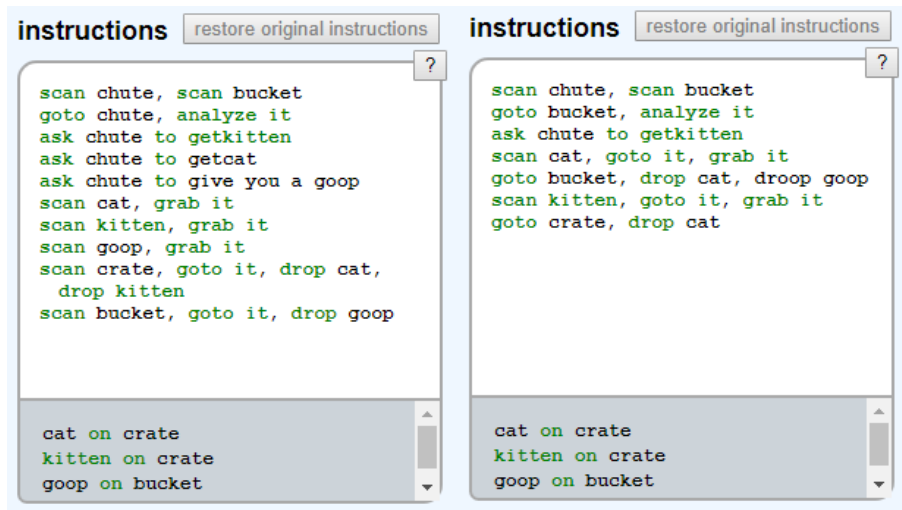 instructions restore original instructions
?
scan chute, scan bucket
goto chute, analyze it
ask chute to getkitten
ask chute to getcat
ask chute to give you a goop
scan cat, grab it
scan kitten, grab it
scan goop, grab it
scan crate, goto it, drop cat,
drop kitten
scan bucket, goto it, drop goop
cat on crate
kitten on crate
goop on bucket
instructions restore original instructions
?
scan chute, scan bucket
goto bucket, analyze it
ask chute to getkitten
scan cat, goto it, grab it
goto bucket, drop cat, droop goop
scan kitten, goto it, grab it
goto crate, drop cat
cat on crate
kitten on crate
goop on bucket